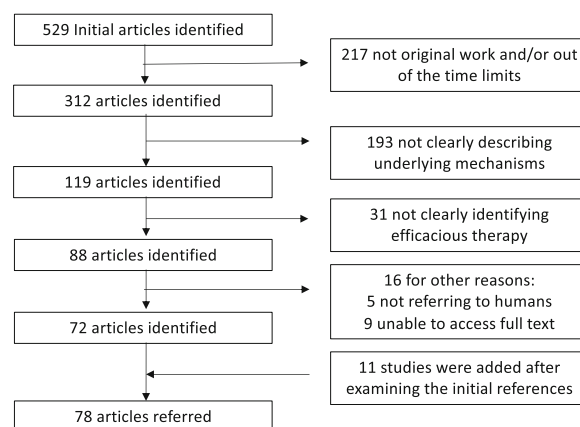 529 Initial articles identified
217 not original work and/or out
of the time limits
312 articles identified
193 not clearly describing
underlying mechanisms
119 articles identified
31 not clearly identifying
efficacious therapy
88 articles identified
16 for other reasons:
5 not referring to humans
9 unable to access full text
72 articles identified
11 studies were added after
examining the initial references
78 articles referred